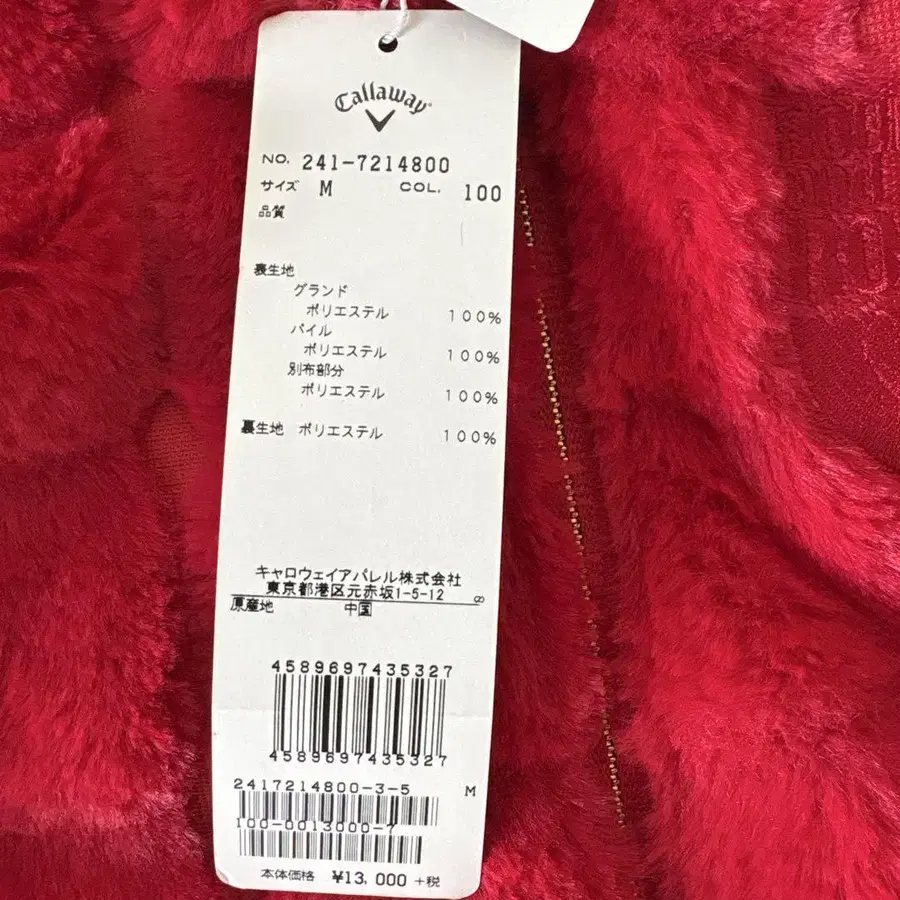 Callaway
NO. 241-7214800
サイズ M COL. 100
品質
表生地
グランド
ポリエステル 100%
パイル
ポリエステル 100%
別布部分
ポリエステル 100%
裏生地 ポリエステル 100%
キャロウェイアパレル株式会社
東京都港区元赤坂1-5-12
原産地 中国
4589697435327
4589697435327
2417214800-3-5 M
100-0013000-7
本体価格 ¥13,000 +税